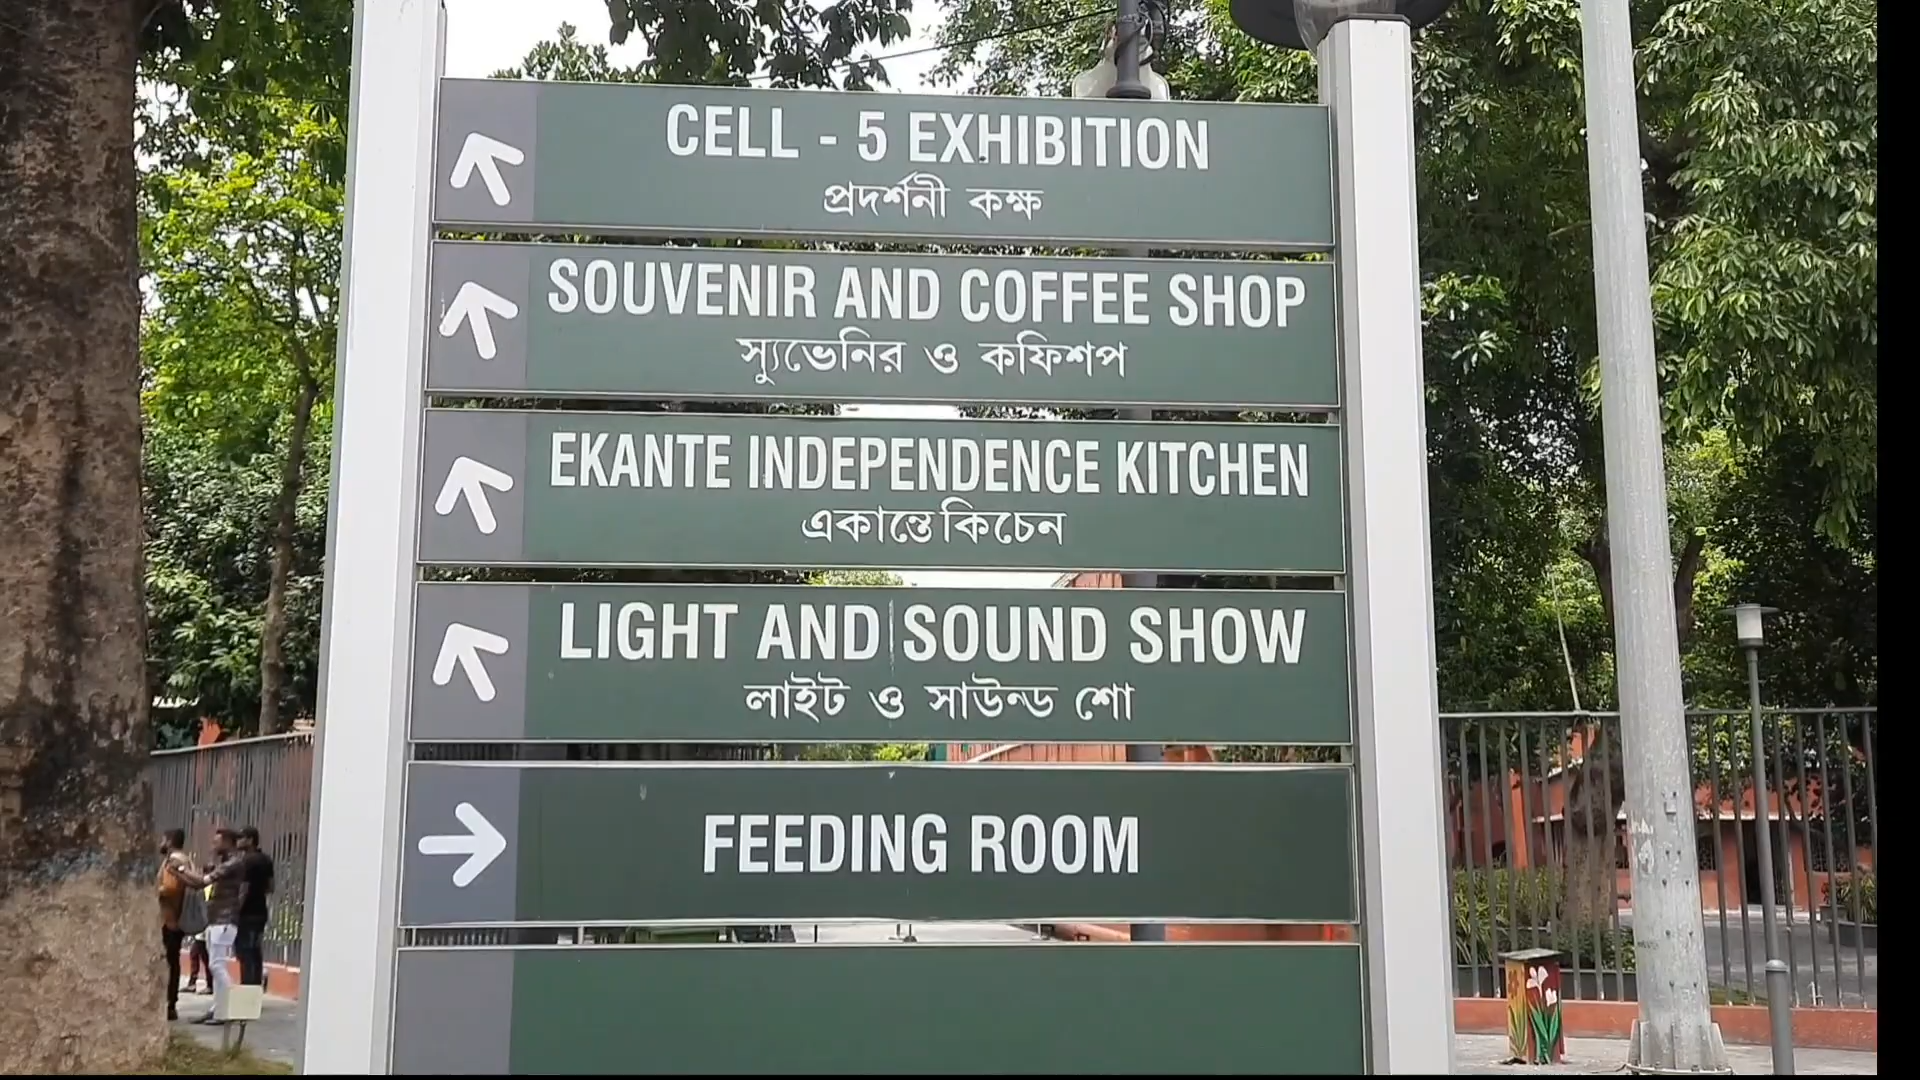 CELL - 5 EXHIBITION
প্রদর্শনী কক্ষ
SOUVENIR AND COFFEE SHOP
স্যুভেনির ও কফিশপ
EKANTE INDEPENDENCE KITCHEN
একান্তে কিচেন
LIGHT AND SOUND SHOW
লাইট ও সাউন্ড শো
FEEDING ROOM